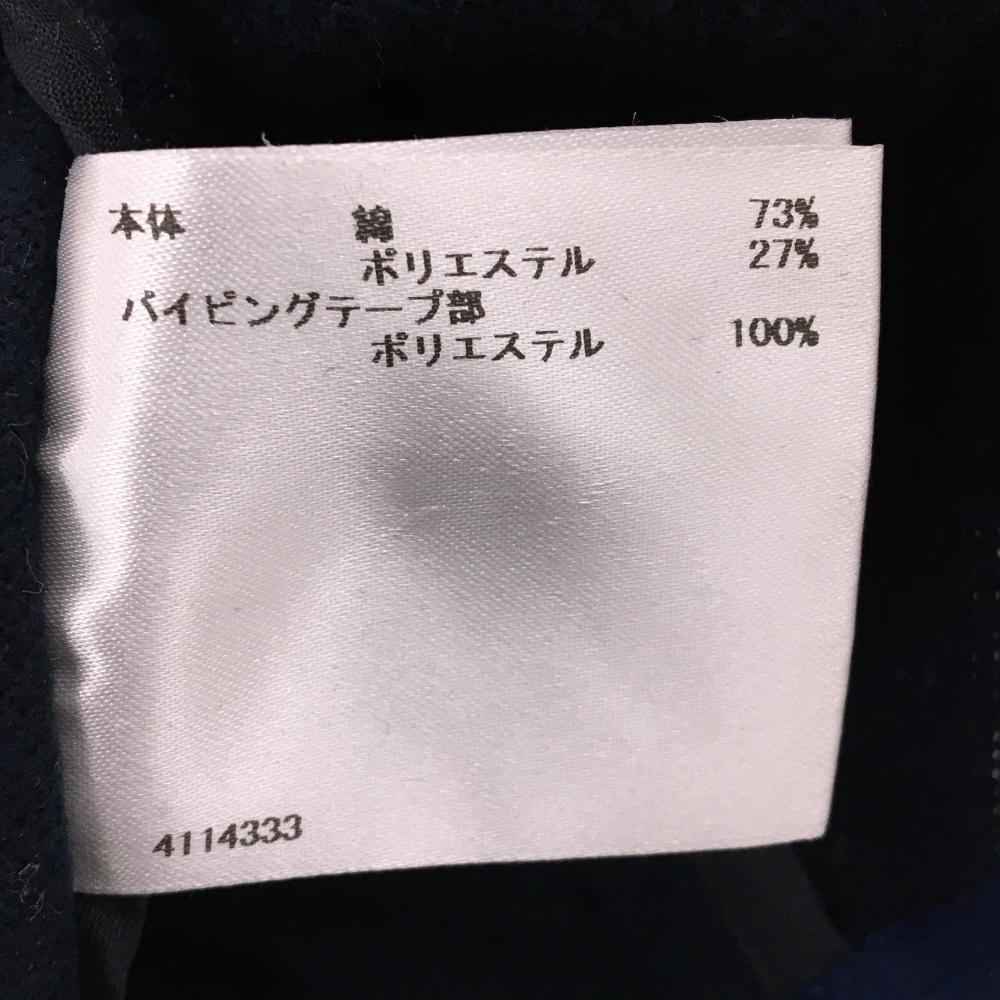 本体 綿 73%
ポリエステル 27%
パイピングテープ部
ポリエステル 100%
4114333